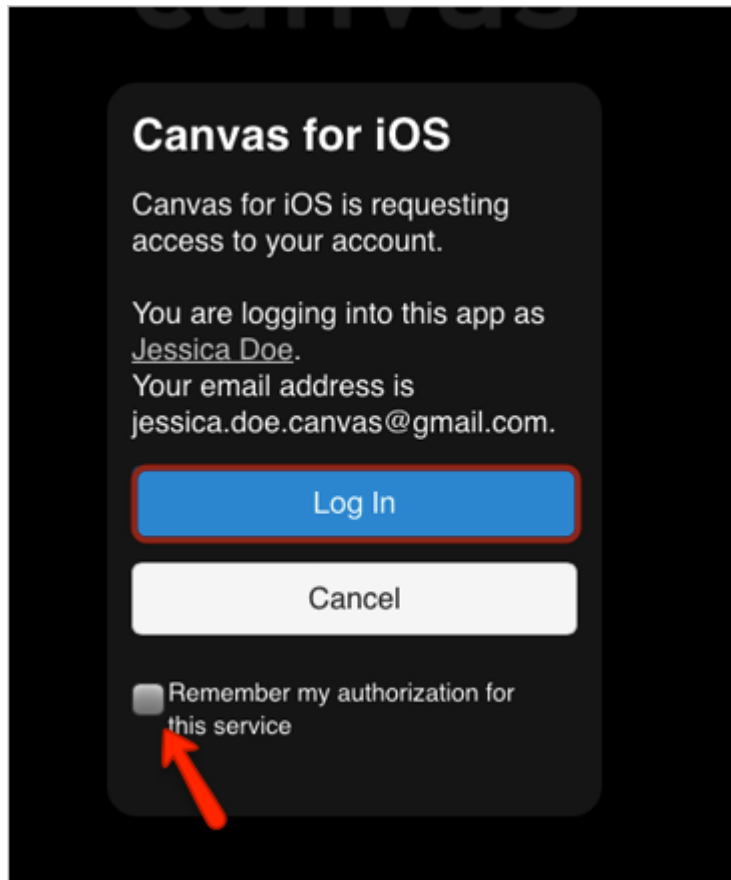 canvas
Canvas for iOS
Canvas for iOS is requesting
access to your account.
You are logging into this app as
Jessica Doe.
Your email address is
jessica.doe.canvas@gmail.com.
Log In
Cancel
Remember my authorization for
this service